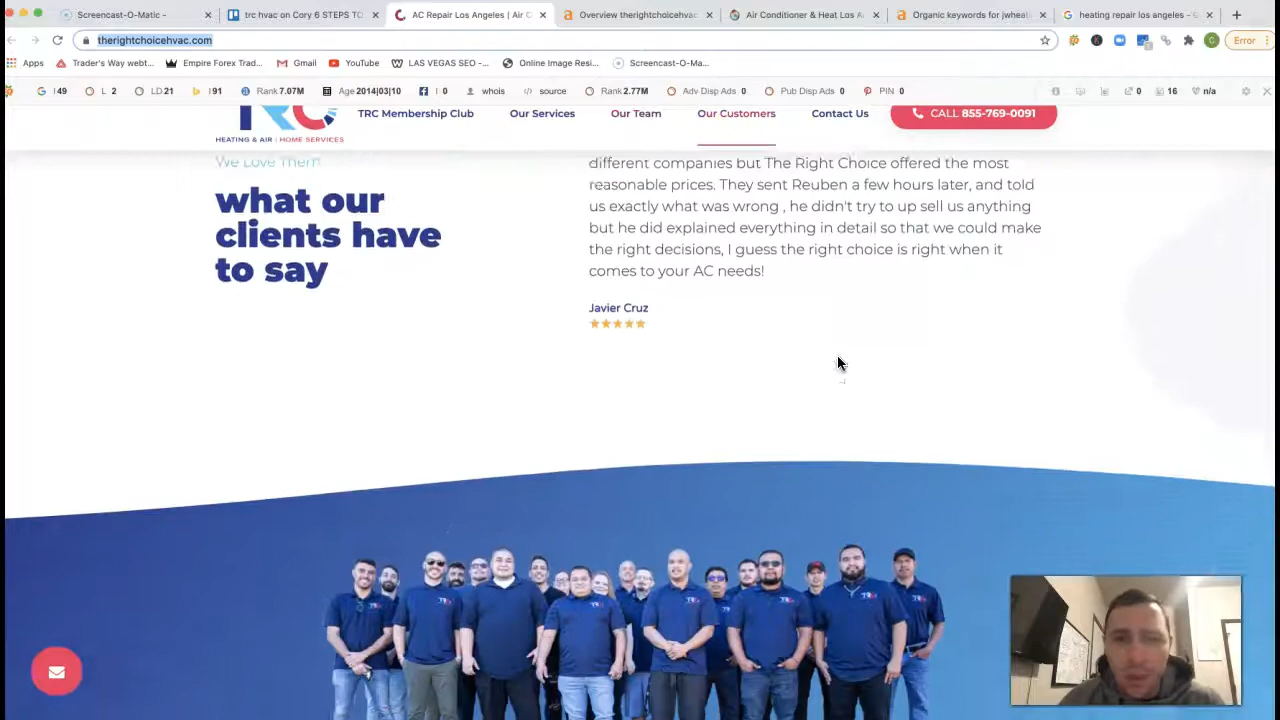 Screencast-O-Matic -
trc hvac on Cory 6 STEPS TO
AC Repair Los Angeles | Air C
Overview therightchoicehvac.
Air Conditioner & Heat Los A
Organic keywords for jwheati
heating repair los angeles - G
therightchoicehvac.com
Error
Apps
Trader's Way webt...
Empire Forex Trad...
Gmail
YouTube
LAS VEGAS SEO -...
Online Image Resi...
Screencast-O-Ma...
I 49
L 2
LD 21
I 91
Rank 7.07M
Age 2014|03|10
I 0
whois
source
Rank 2.77M
Adv Disp Ads 0
Pub Disp Ads 0
PIN 0
0
16
n/a
TRC
HEATING & AIR | HOME SERVICES
TRC Membership Club
Our Services
Our Team
Our Customers
Contact Us
CALL 855-769-0091
We Love Them
what our
clients have
to say
different companies but The Right Choice offered the most
reasonable prices. They sent Reuben a few hours later, and told
us exactly what was wrong , he didn't try to up sell us anything
but he did explained everything in detail so that we could make
the right decisions, I guess the right choice is right when it
comes to your AC needs!
Javier Cruz